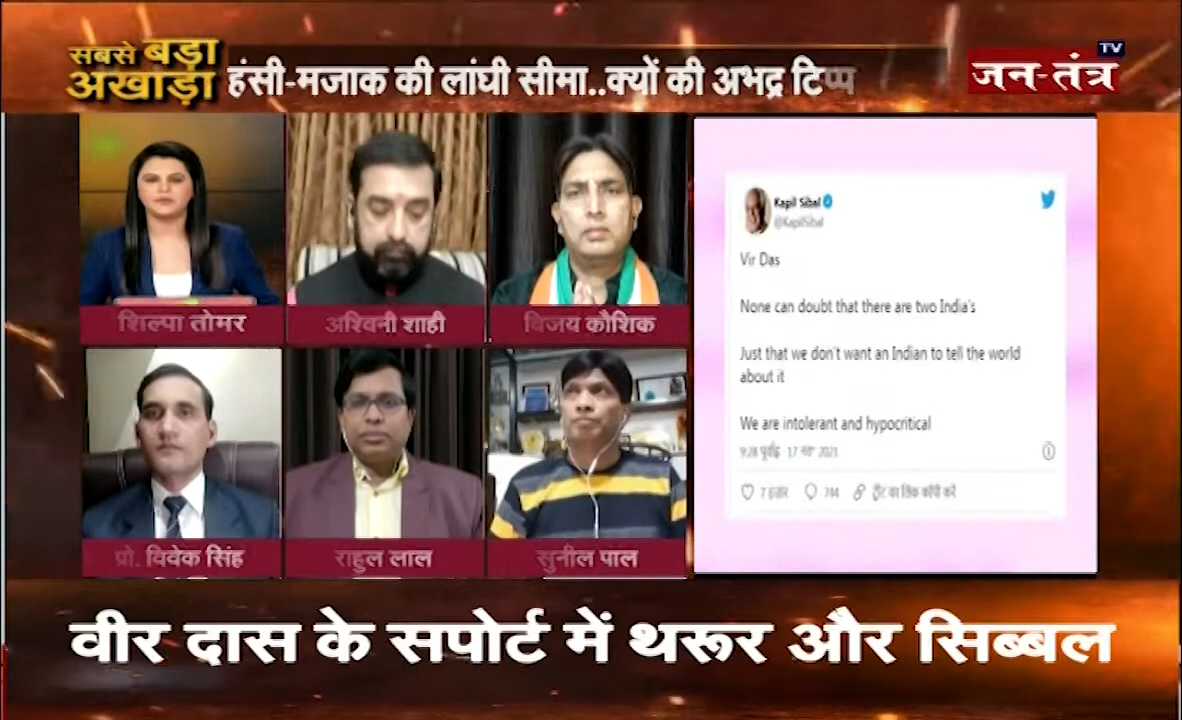 सबसे बड़ा
अखाड़ा
हंसी-मजाक की लांघी सीमा..क्यों की अभद्र टिप्प
TV
जन-तंत्र
शिल्पा तोमर
अश्विनी शाही
विजय कौशिक
प्रो. विवेक सिंह
राहुल लाल
सुनील पाल
Kapil Sibal
@KapilSibal
Vir Das
None can doubt that there are two India's
Just that we don't want an Indian to tell the world
about it
We are intolerant and hypocritical
9:28 पूर्वाह्न 17 नव॰ 2021
7 हज़ार 744 ट्वीट का लिंक कॉपी करें
वीर दास के सपोर्ट में थरूर और सिब्बल